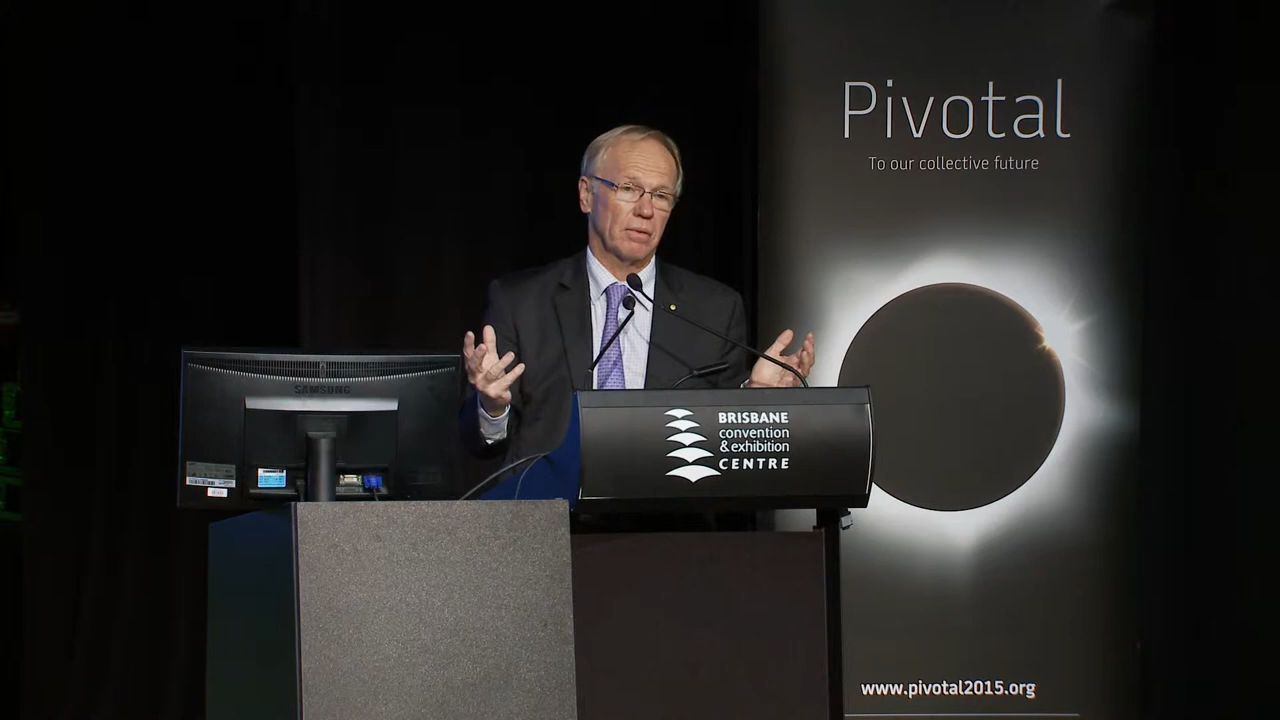 Pivotal
To our collective future
SAMSUNG
BRISBANE
convention
& exhibition
CENTRE
www.pivotal2015.org